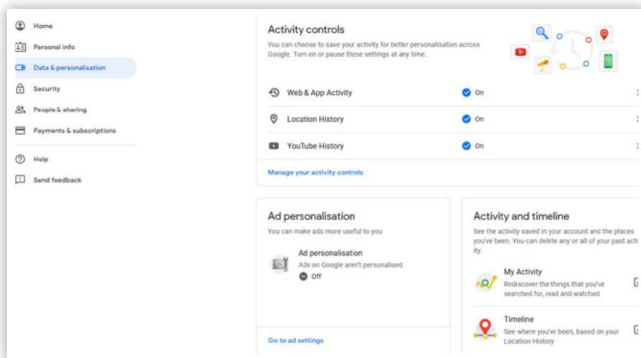 Home
Personal info
Data & personalisation
Security
People & sharing
Payments & subscriptions
Help
Send feedback
Activity controls
You can choose to save your activity for better personalisation across
Google. Turn on or pause these settings at any time.
Web & App Activity
On
Location History
On
YouTube History
On
Manage your activity controls
Ad personalisation
You can make ads more useful to you
Ad personalisation
Ads on Google aren't personalised
Off
Go to ad settings
Activity and timeline
See the activity saved in your account and the places
you've been. You can delete any or all of your past acti
ity.
My Activity
Rediscover the things that you've
searched for, read and watched
Timeline
See where you've been, based on your
Location History